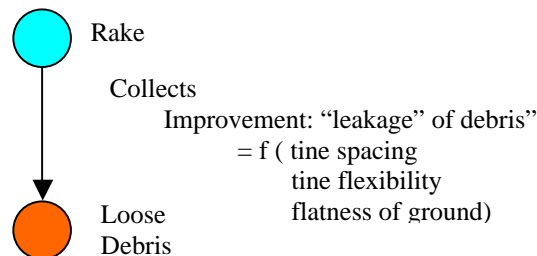 Rake
Collects
Improvement: “leakage” of debris”
= f ( tine spacing
tine flexibility
flatness of ground)
Loose
Debris